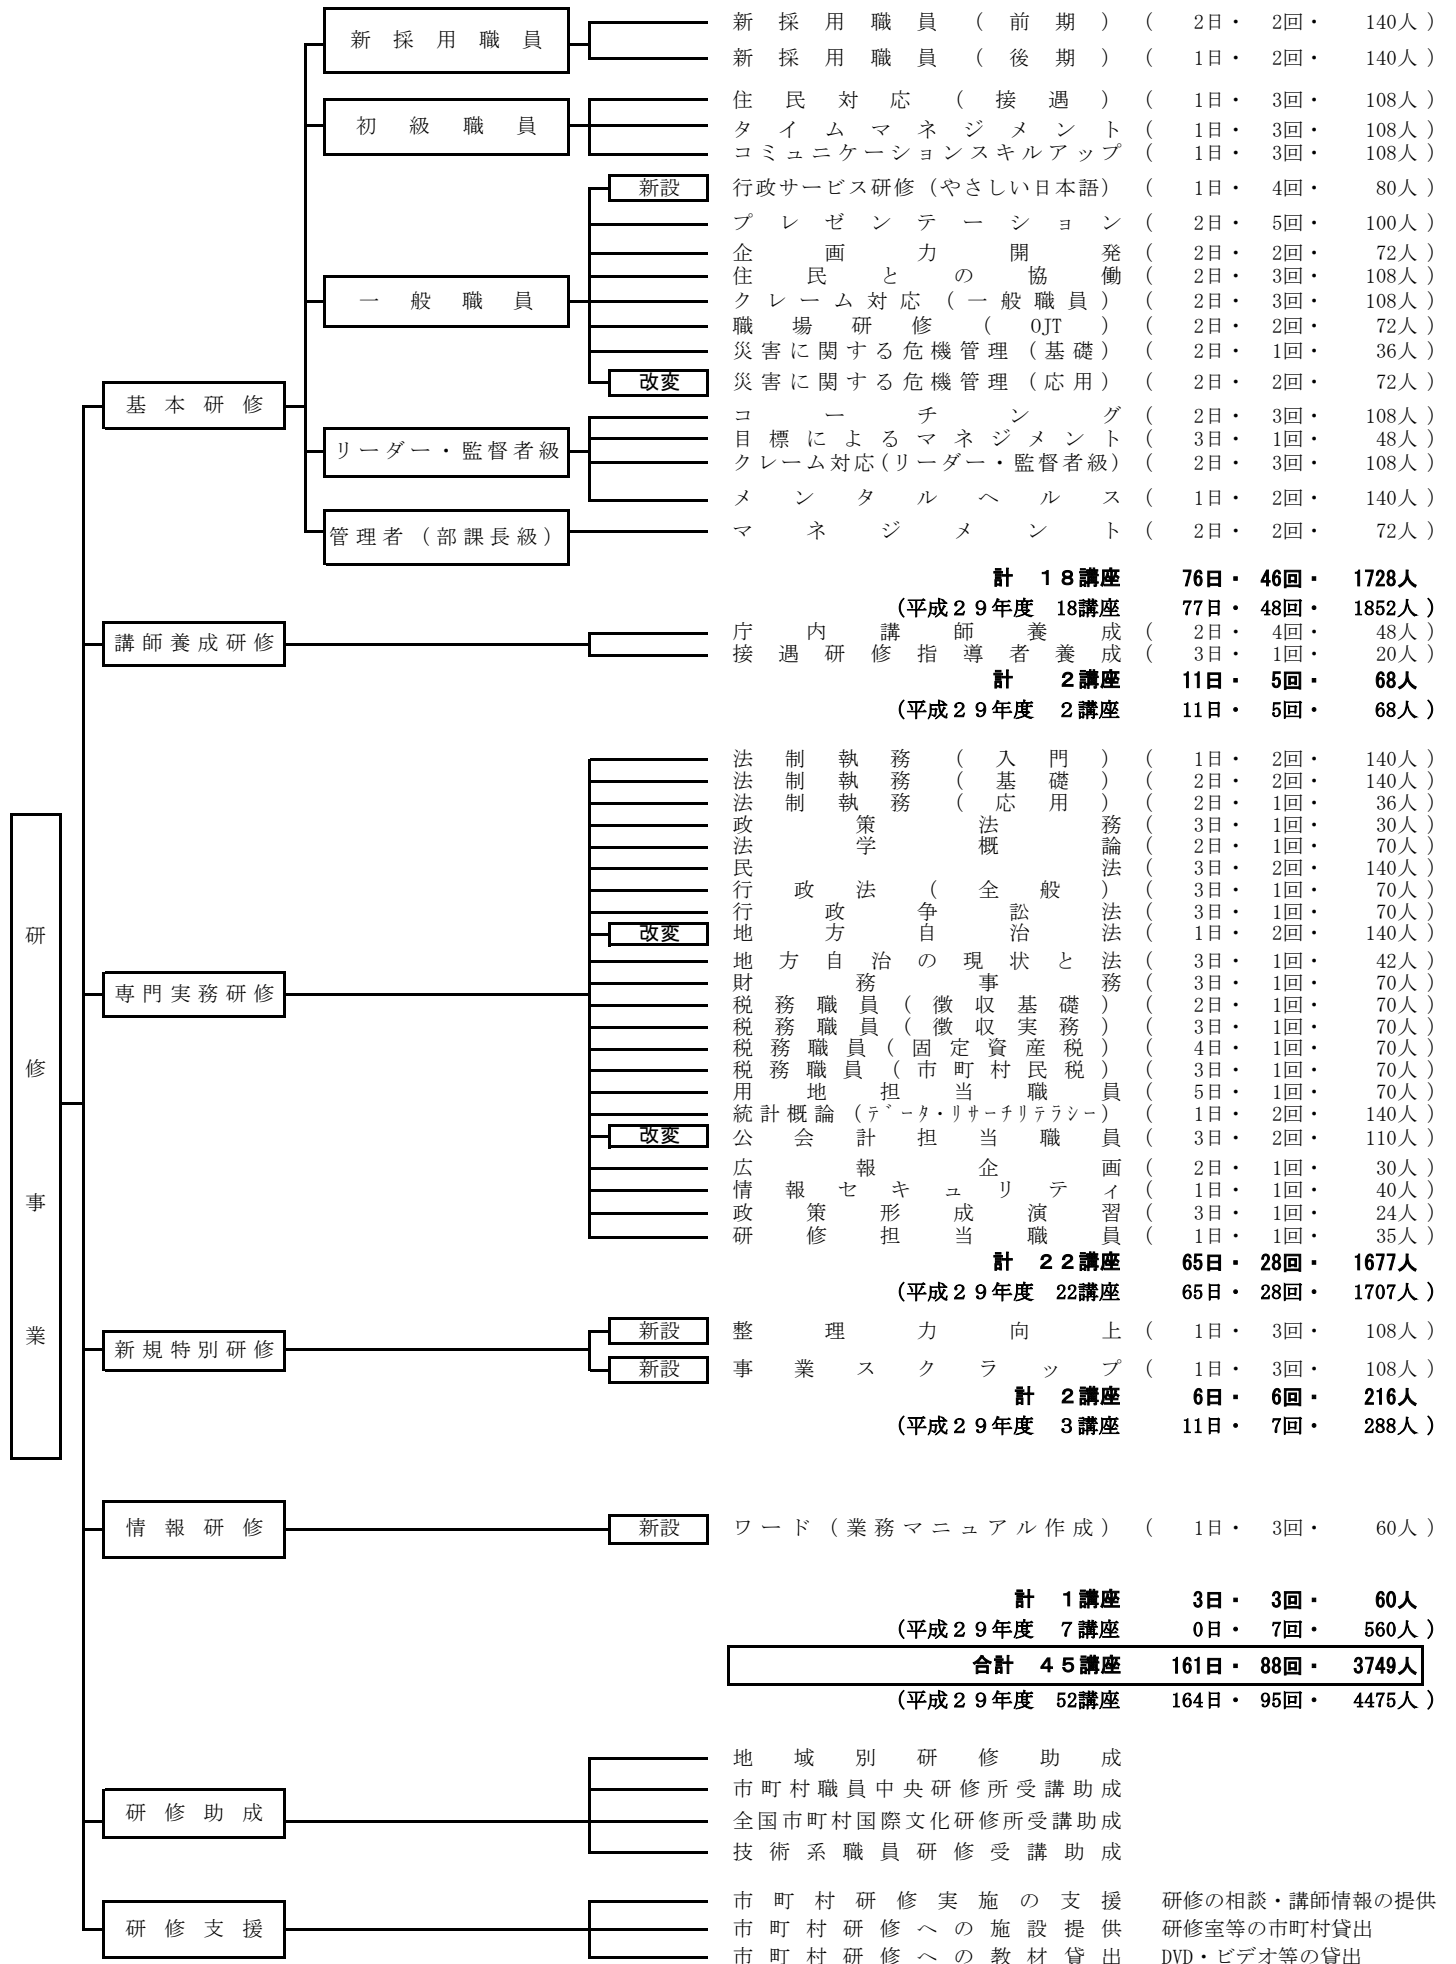 研修事業
基本研修
新採用職員
新採用職員(前期) ( 2日・ 2回・ 140人 )
新採用職員(後期) ( 1日・ 2回・ 140人 )
初級職員
住民対応(接遇) ( 1日・ 3回・ 108人 )
タイムマネジメント ( 1日・ 3回・ 108人 )
コミュニケーションスキルアップ ( 1日・ 3回・ 108人 )
一般職員
新設 行政サービス研修(やさしい日本語) ( 1日・ 4回・ 80人 )
プレゼンテーション ( 2日・ 5回・ 100人 )
企画力開発 ( 2日・ 2回・ 72人 )
住民との協働 ( 2日・ 3回・ 108人 )
クレーム対応(一般職員) ( 2日・ 3回・ 108人 )
職場研修(OJT) ( 2日・ 2回・ 72人 )
災害に関する危機管理(基礎) ( 2日・ 1回・ 36人 )
改変 災害に関する危機管理(応用) ( 2日・ 2回・ 72人 )
リーダー・監督者級
コーチング ( 2日・ 3回・ 108人 )
目標によるマネジメント ( 3日・ 1回・ 48人 )
クレーム対応(リーダー・監督者級) ( 2日・ 3回・ 108人 )
メンタルヘルス ( 1日・ 2回・ 140人 )
管理者(部課長級)
マネジメント ( 2日・ 2回・ 72人 )
計 18講座 76日・ 46回・ 1728人
(平成29年度 18講座 77日・ 48回・ 1852人 )
講師養成研修
庁内講師養成 ( 2日・ 4回・ 48人 )
接遇研修指導者養成 ( 3日・ 1回・ 20人 )
計 2講座 11日・ 5回・ 68人
(平成29年度 2講座 11日・ 5回・ 68人 )
専門実務研修
法制執務(入門) ( 1日・ 2回・ 140人 )
法制執務(基礎) ( 2日・ 2回・ 140人 )
法制執務(応用) ( 2日・ 1回・ 36人 )
政策法務 ( 3日・ 1回・ 30人 )
法学概論 ( 2日・ 1回・ 70人 )
民法 ( 3日・ 2回・ 140人 )
行政法(全般) ( 3日・ 1回・ 70人 )
行政争訟法 ( 3日・ 1回・ 70人 )
改変 地方自治法 ( 1日・ 2回・ 140人 )
地方自治の現状と法 ( 3日・ 1回・ 42人 )
財務事務 ( 3日・ 1回・ 70人 )
税務職員(徴収基礎) ( 2日・ 1回・ 70人 )
税務職員(徴収実務) ( 3日・ 1回・ 70人 )
税務職員(固定資産税) ( 4日・ 1回・ 70人 )
税務職員(市町村民税) ( 3日・ 1回・ 70人 )
用地担当職員 ( 5日・ 1回・ 70人 )
統計概論(ﾃﾞｰﾀ・ﾘｻｰﾁﾘﾃﾗｼｰ) ( 1日・ 2回・ 140人 )
改変 公会計担当職員 ( 3日・ 2回・ 110人 )
広報企画 ( 2日・ 1回・ 30人 )
情報セキュリティ ( 1日・ 1回・ 40人 )
政策形成演習 ( 3日・ 1回・ 24人 )
研修担当職員 ( 1日・ 1回・ 35人 )
計 22講座 65日・ 28回・ 1677人
(平成29年度 22講座 65日・ 28回・ 1707人 )
新規特別研修
新設 整理力向上 ( 1日・ 3回・ 108人 )
新設 事業スクラップ ( 1日・ 3回・ 108人 )
計 2講座 6日・ 6回・ 216人
(平成29年度 3講座 11日・ 7回・ 288人 )
情報研修
新設 ワード(業務マニュアル作成) ( 1日・ 3回・ 60人 )
計 1講座 3日・ 3回・ 60人
(平成29年度 7講座 0日・ 7回・ 560人 )
合計 45講座 161日・ 88回・ 3749人
(平成29年度 52講座 164日・ 95回・ 4475人 )
研修助成
地域別研修助成
市町村職員中央研修所受講助成
全国市町村国際文化研修所受講助成
技術系職員研修受講助成
研修支援
市町村研修実施の支援 研修の相談・講師情報の提供
市町村研修への施設提供 研修室等の市町村貸出
市町村研修への教材貸出 DVD・ビデオ等の貸出